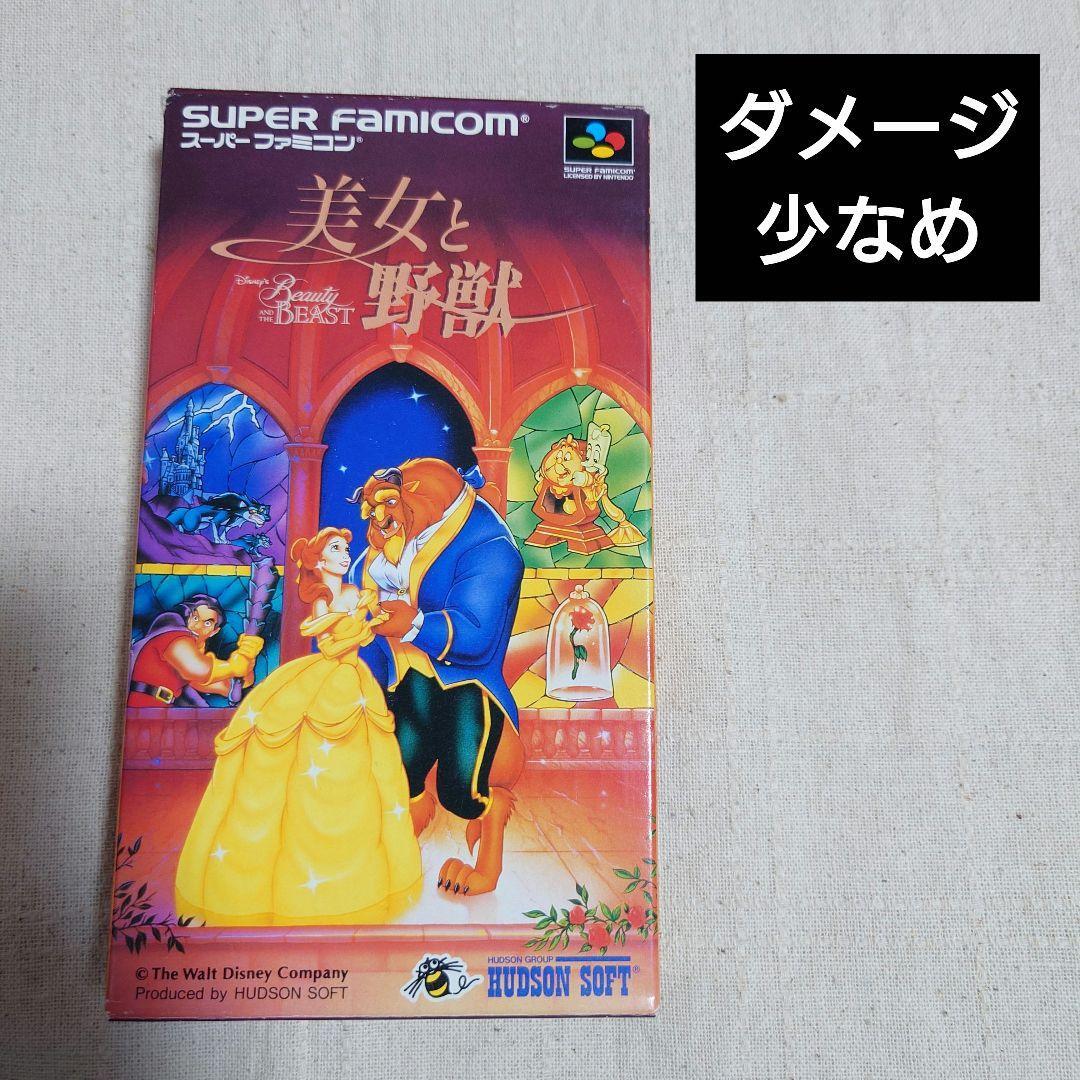 SUPER Famicom®
スーパーファミコン®
SUPER FAMICOM®
LICENSED BY NINTENDO
ダメージ
少なめ
美女と
野獣
Disney's
Beauty
AND THE BEAST
© The Walt Disney Company
Produced by HUDSON SOFT
HUDSON GROUP
HUDSON SOFT®